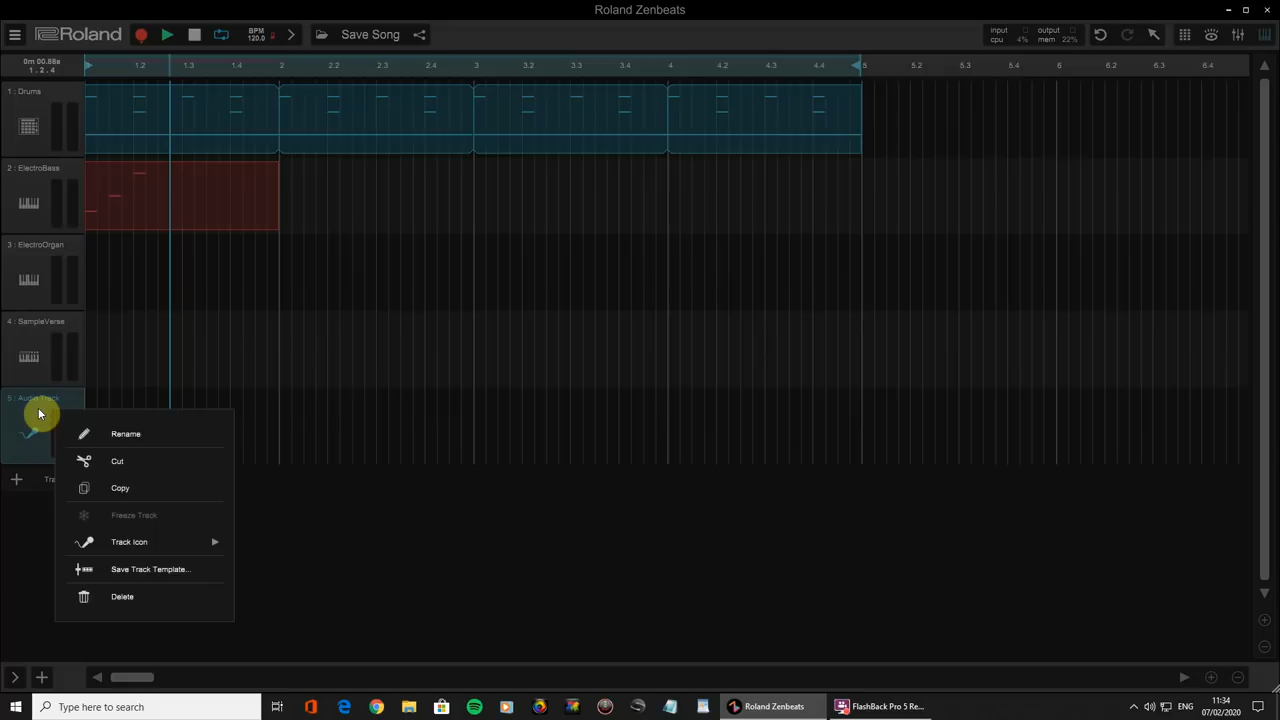 Roland Zenbeats
Roland
BPM
120.0
Save Song
input
cpu 4%
output
mem 22%
0m 00.88s
1 . 2 . 4
1.2 1.3 1.4 2 2.2 2.3 2.4 3 3.2 3.3 3.4 4 4.2 4.3 4.4 5 5.2 5.3 5.4 6 6.2 6.3 6.4
1 : Drums
2 : ElectroBass
3 : ElectroOrgan
4 : SampleVerse
5 : Audio Track
Rename
Cut
Copy
Freeze Track
Track Icon
Save Track Template...
Delete
Type here to search
Roland Zenbeats
FlashBack Pro 5 Re...
ENG
11:34
07/02/2020